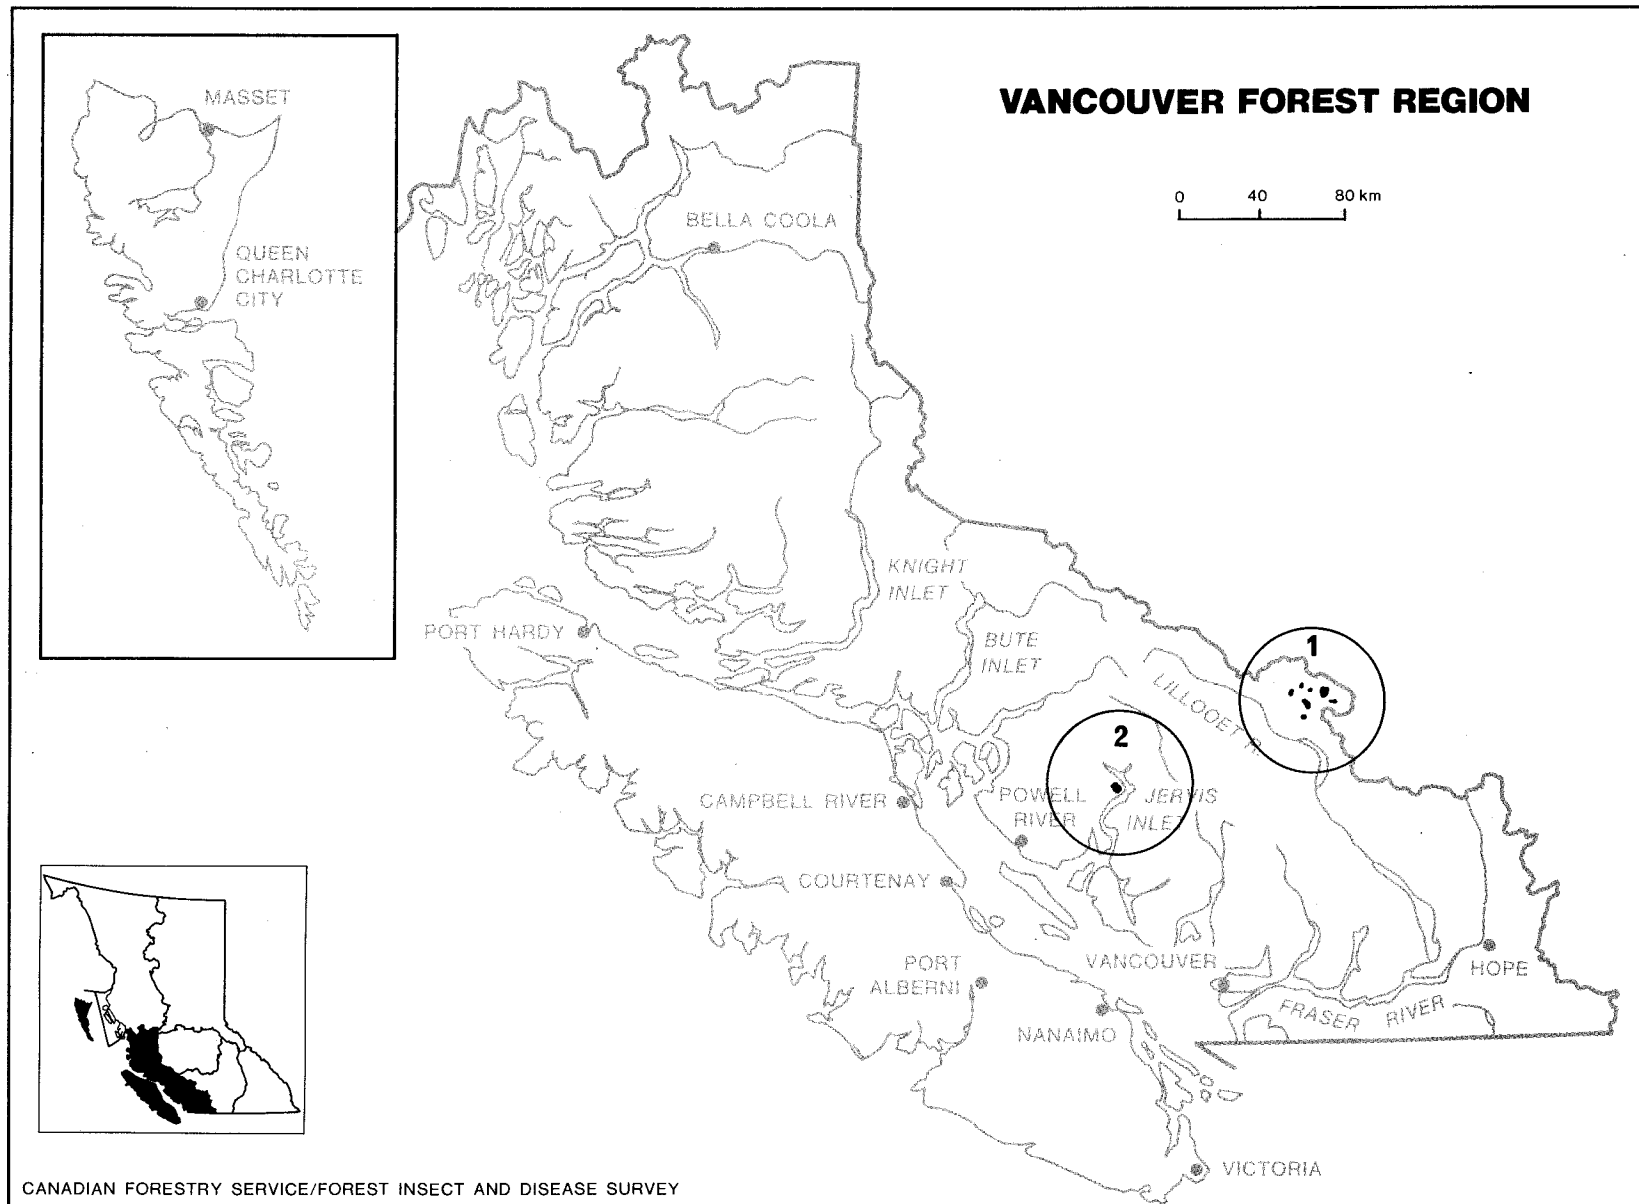 VANCOUVER FOREST REGION
0 40 80 km
MASSET
QUEEN
CHARLOTTE
CITY
BELLA COOLA
KNIGHT
INLET
PORT HARDY
BUTE
INLET
1
LILLOOET R.
2
CAMPBELL RIVER
POWELL
RIVER
JERVIS
INLET
COURTENAY
PORT
ALBERNI
VANCOUVER
HOPE
FRASER RIVER
NANAIMO
VICTORIA
CANADIAN FORESTRY SERVICE/FOREST INSECT AND DISEASE SURVEY